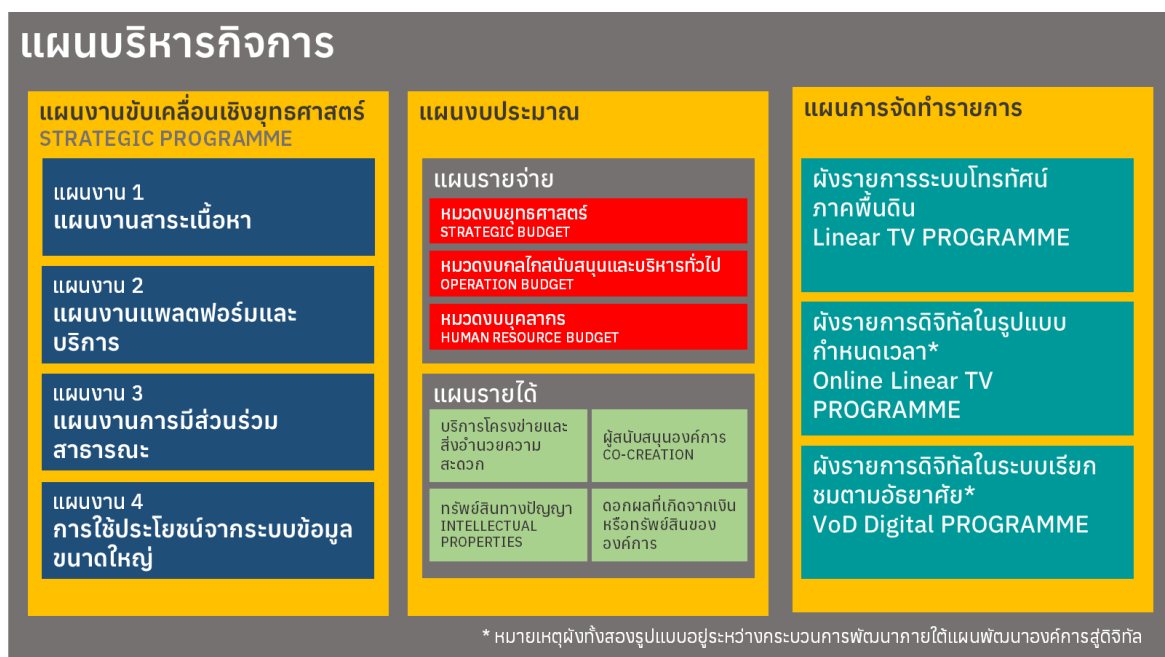 แผนบริหารกิจการ
แผนงานขับเคลื่อนเชิงยุทธศาสตร์
STRATEGIC PROGRAMME
แผนงาน 1
แผนงานสาระเนื้อหา
แผนงาน 2
แผนงานแพลตฟอร์มและ
บริการ
แผนงาน 3
แผนงานการมีส่วนร่วม
สาธารณะ
แผนงาน 4
การใช้ประโยชน์จากระบบข้อมูล
ขนาดใหญ่
แผนงบประมาณ
แผนรายจ่าย
หมวดงบยุทธศาสตร์
STRATEGIC BUDGET
หมวดงบกลไกสนับสนุนและบริหารทั่วไป
OPERATION BUDGET
หมวดงบบุคลากร
HUMAN RESOURCE BUDGET
แผนรายได้
บริการโครงข่ายและ
สิ่งอำนวยความ
สะดวก
ผู้สนับสนุนองค์การ
CO-CREATION
ทรัพย์สินทางปัญญา
INTELLECTUAL
PROPERTIES
ดอกผลที่เกิดจากเงิน
หรือทรัพย์สินของ
องค์การ
แผนการจัดทำรายการ
ผังรายการระบบโทรทัศน์
ภาคพื้นดิน
Linear TV PROGRAMME
ผังรายการดิจิทัลในรูปแบบ
กำหนดเวลา*
Online Linear TV
PROGRAMME
ผังรายการดิจิทัลในระบบเรียก
ชมตามอัธยาศัย*
VoD Digital PROGRAMME
* หมายเหตุผังทั้งสองรูปแบบอยู่ระหว่างกระบวนการพัฒนาภายใต้แผนพัฒนาองค์การสู่ดิจิทัล